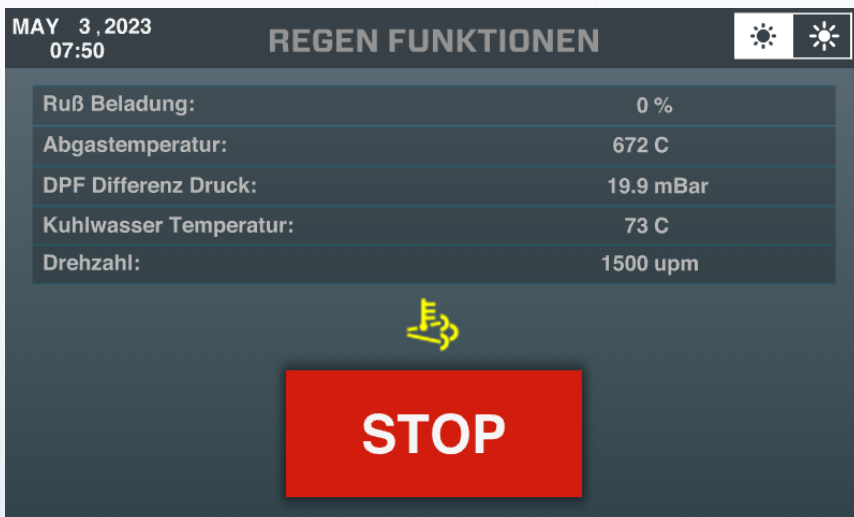 MAY 3,2023
07:50
REGEN FUNKTIONEN
Ruß Beladung: 0 %
Abgastemperatur: 672 C
DPF Differenz Druck: 19.9 mBar
Kuhlwasser Temperatur: 73 C
Drehzahl: 1500 upm
STOP